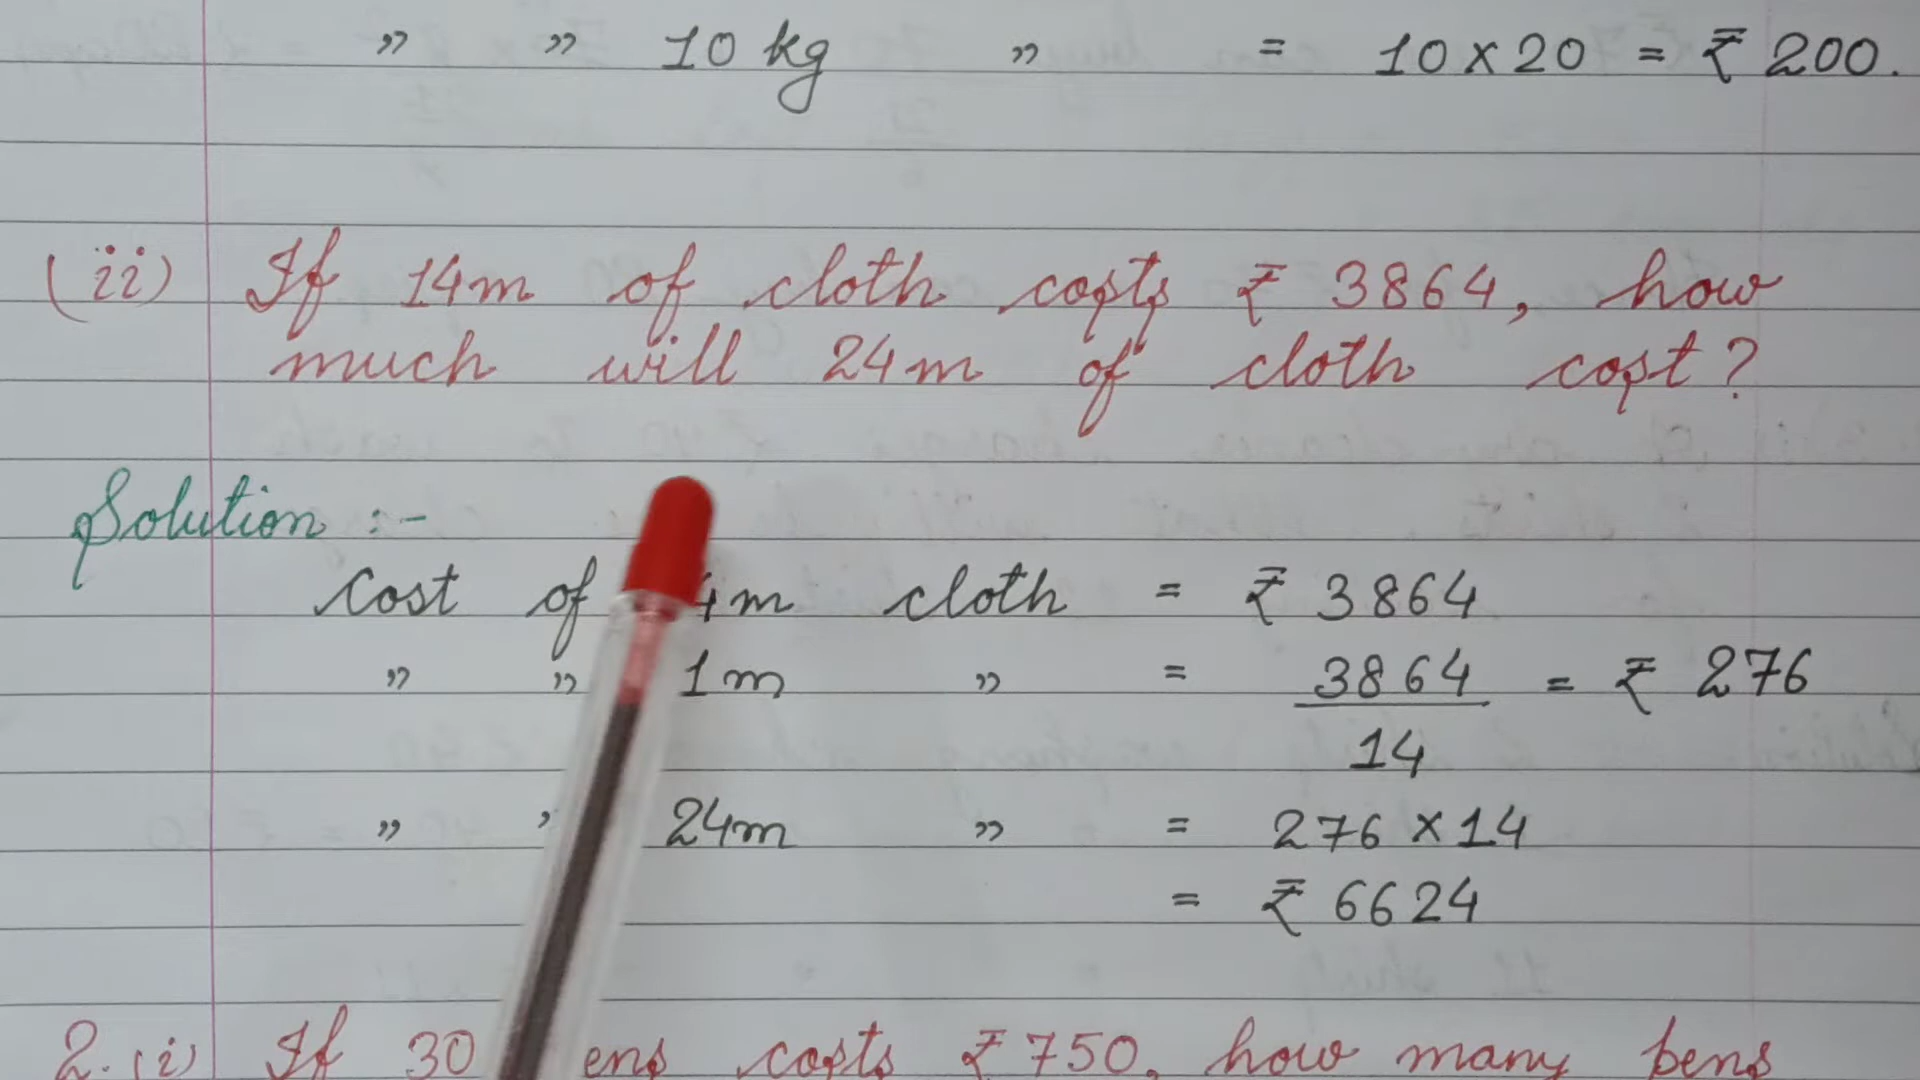 ” ” 10 kg ” = 10 x 20 = ₹ 200.
(ii) If 14m of cloth costs ₹ 3864, how
much will 24m of cloth cost?
Solution :-
Cost of 4m cloth = ₹ 3864
” ” 1m ” = 3864 = ₹ 276
14
” ’ 24m ” = 276 x 14
= ₹ 6624
2. (i) If 30 ens costs ₹ 750, how many pens